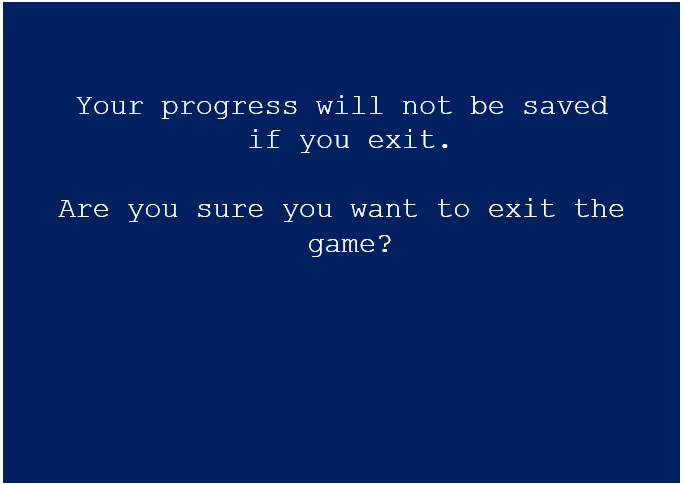 Your progress will not be saved
if you exit.
Are you sure you want to exit the
game?